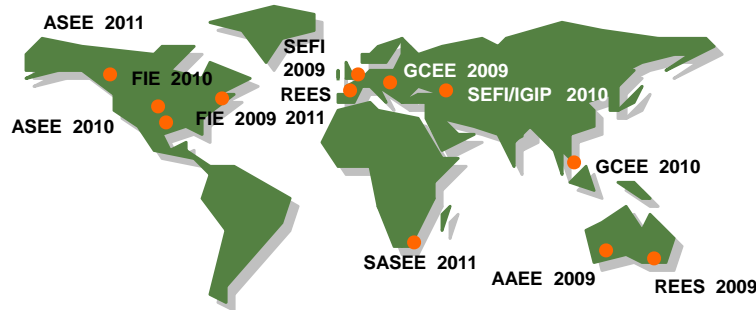 ASEE 2011
SEFI
2009
FIE 2010
GCEE 2009
REES
2011
SEFI/IGIP 2010
ASEE 2010
FIE 2009
GCEE 2010
SASEE 2011
AAEE 2009
REES 2009